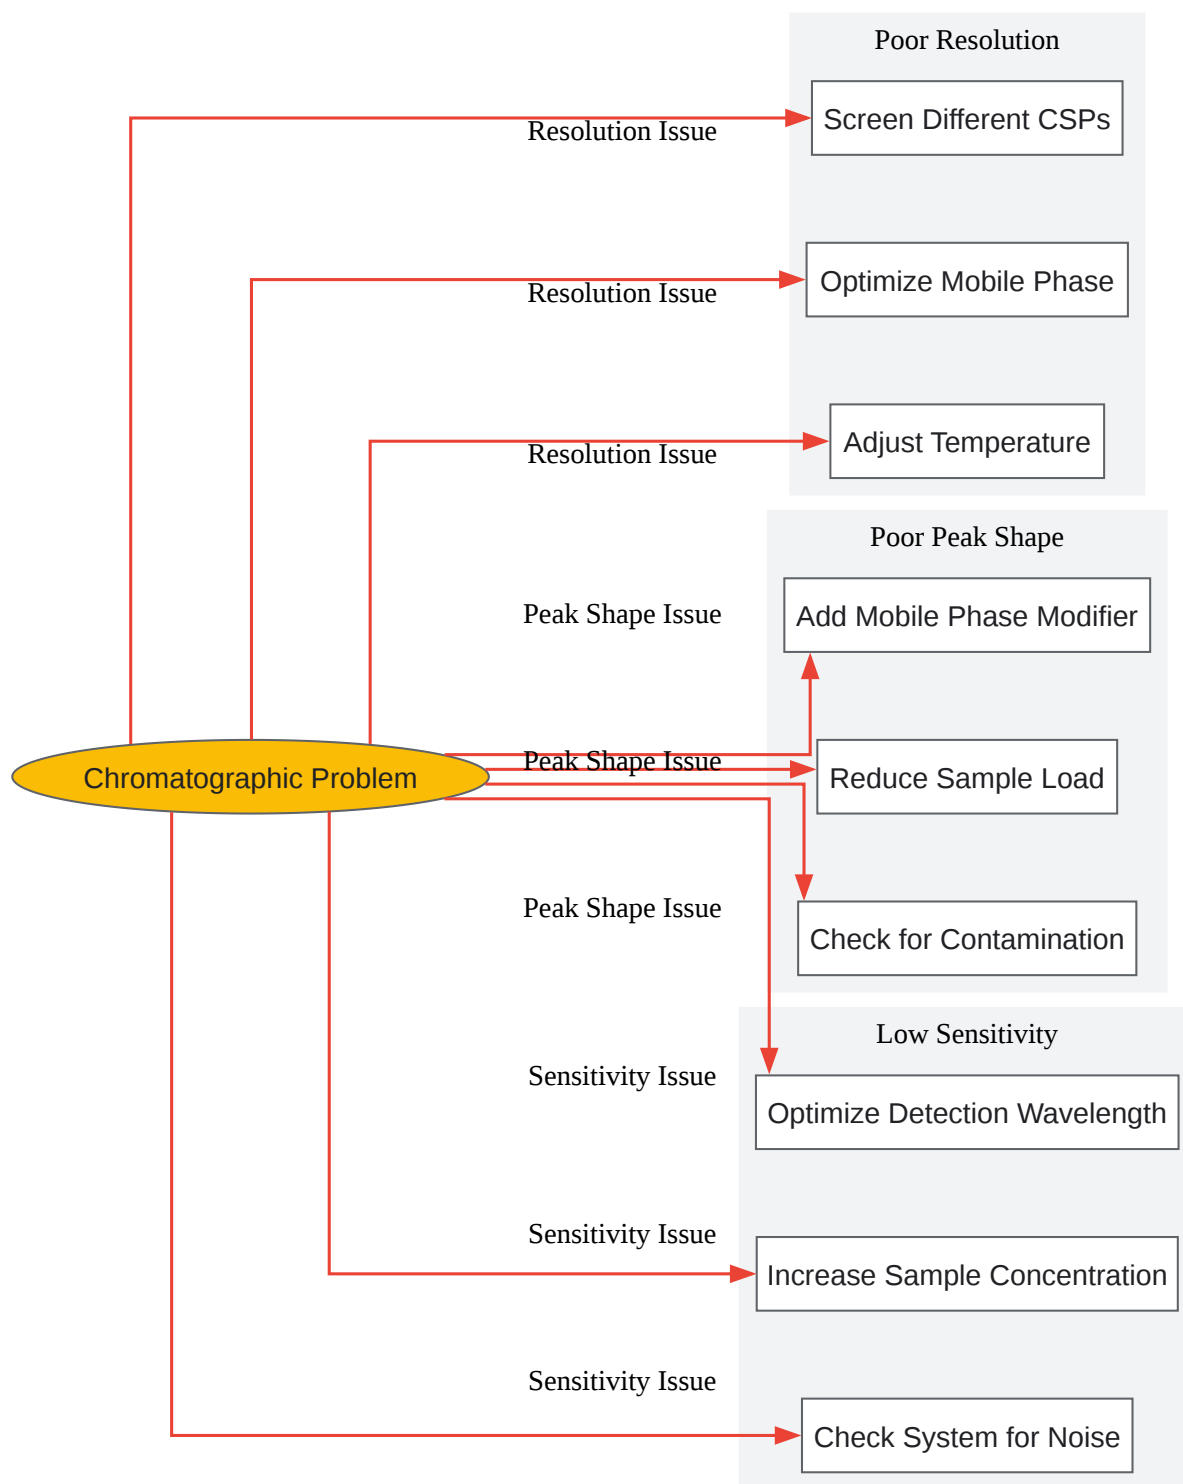 Poor Resolution
Screen Different CSPs
Resolution Issue
Optimize Mobile Phase
Resolution Issue
Adjust Temperature
Resolution Issue
Poor Peak Shape
Peak Shape Issue
Add Mobile Phase Modifier
Peak Shape Issue
Chromatographic Problem
Reduce Sample Load
Peak Shape Issue
Check for Contamination
Low Sensitivity
Sensitivity Issue
Optimize Detection Wavelength
Sensitivity Issue
Increase Sample Concentration
Sensitivity Issue
Check System for Noise